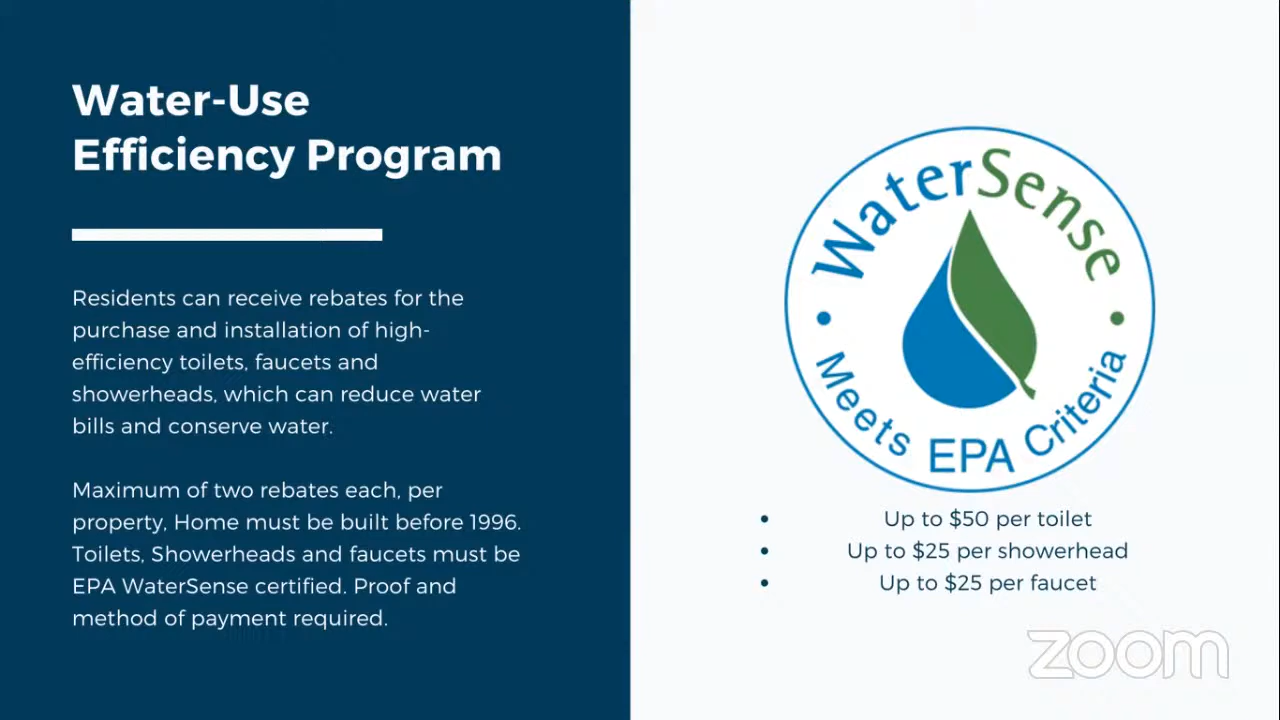 Water-Use
Efficiency Program
Residents can receive rebates for the
purchase and installation of high-
efficiency toilets, faucets and
showerheads, which can reduce water
bills and conserve water.
Maximum of two rebates each, per
property, Home must be built before 1996.
Toilets, Showerheads and faucets must be
EPA WaterSense certified. Proof and
method of payment required.
WaterSense
• Meets EPA Criteria •
• Up to $50 per toilet
• Up to $25 per showerhead
• Up to $25 per faucet
zoom